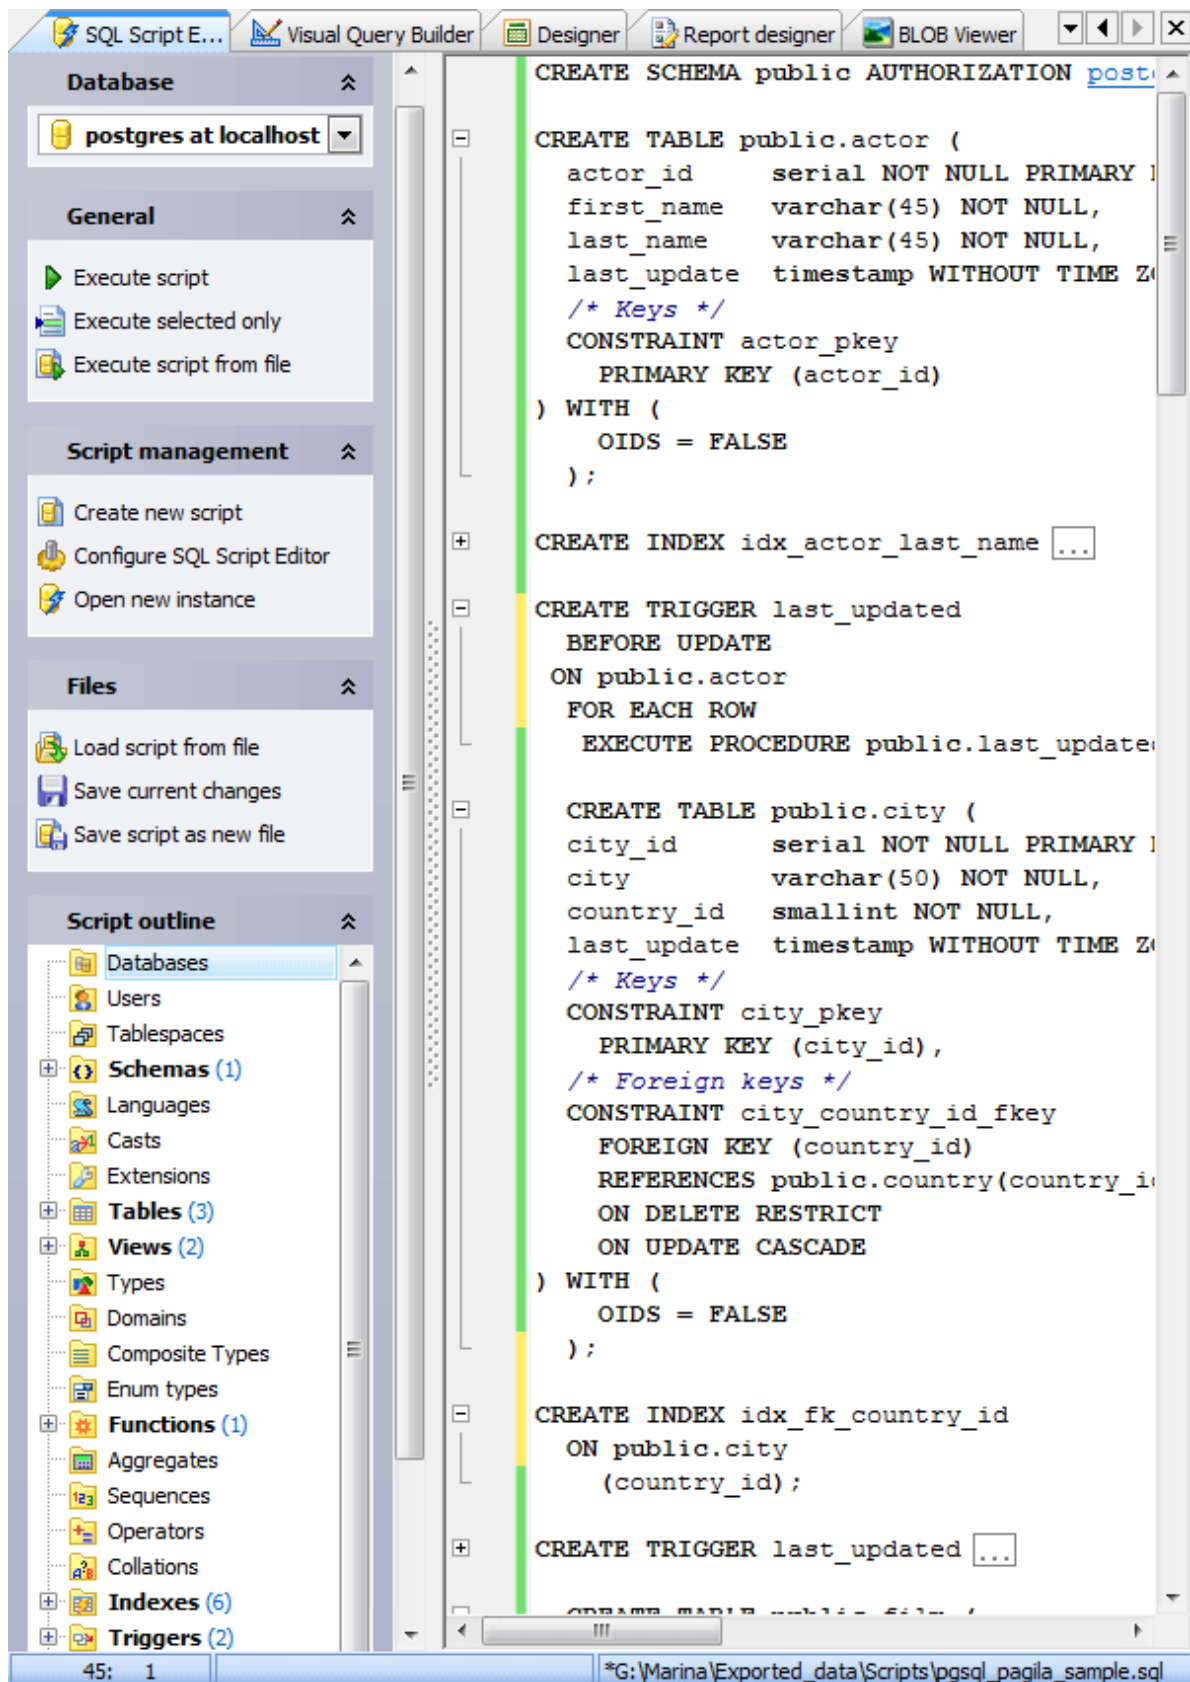 SQL Script E... Visual Query Builder Designer Report designer BLOB Viewer
Database
postgres at localhost
General
Execute script
Execute selected only
Execute script from file
Script management
Create new script
Configure SQL Script Editor
Open new instance
Files
Load script from file
Save current changes
Save script as new file
Script outline
Databases
Users
Tablespaces
Schemas (1)
Languages
Casts
Extensions
Tables (3)
Views (2)
Types
Domains
Composite Types
Enum types
Functions (1)
Aggregates
Sequences
Operators
Collations
Indexes (6)
Triggers (2)
CREATE SCHEMA public AUTHORIZATION post
CREATE TABLE public.actor (
actor_id serial NOT NULL PRIMARY
first_name varchar(45) NOT NULL,
last_name varchar(45) NOT NULL,
last_update timestamp WITHOUT TIME Z
/* Keys */
CONSTRAINT actor_pkey
PRIMARY KEY (actor_id)
) WITH (
OIDS = FALSE
);
CREATE INDEX idx_actor_last_name ...
CREATE TRIGGER last_updated
BEFORE UPDATE
ON public.actor
FOR EACH ROW
EXECUTE PROCEDURE public.last_update
CREATE TABLE public.city (
city_id serial NOT NULL PRIMARY
city varchar(50) NOT NULL,
country_id smallint NOT NULL,
last_update timestamp WITHOUT TIME Z
/* Keys */
CONSTRAINT city_pkey
PRIMARY KEY (city_id),
/* Foreign keys */
CONSTRAINT city_country_id_fkey
FOREIGN KEY (country_id)
REFERENCES public.country(country_i
ON DELETE RESTRICT
ON UPDATE CASCADE
) WITH (
OIDS = FALSE
);
CREATE INDEX idx_fk_country_id
ON public.city
(country_id);
CREATE TRIGGER last_updated ...
CREATE TABLE public.film (
45: 1 *G:\Marina\Exported_data\Scripts\pgsql_pagila_sample.sql